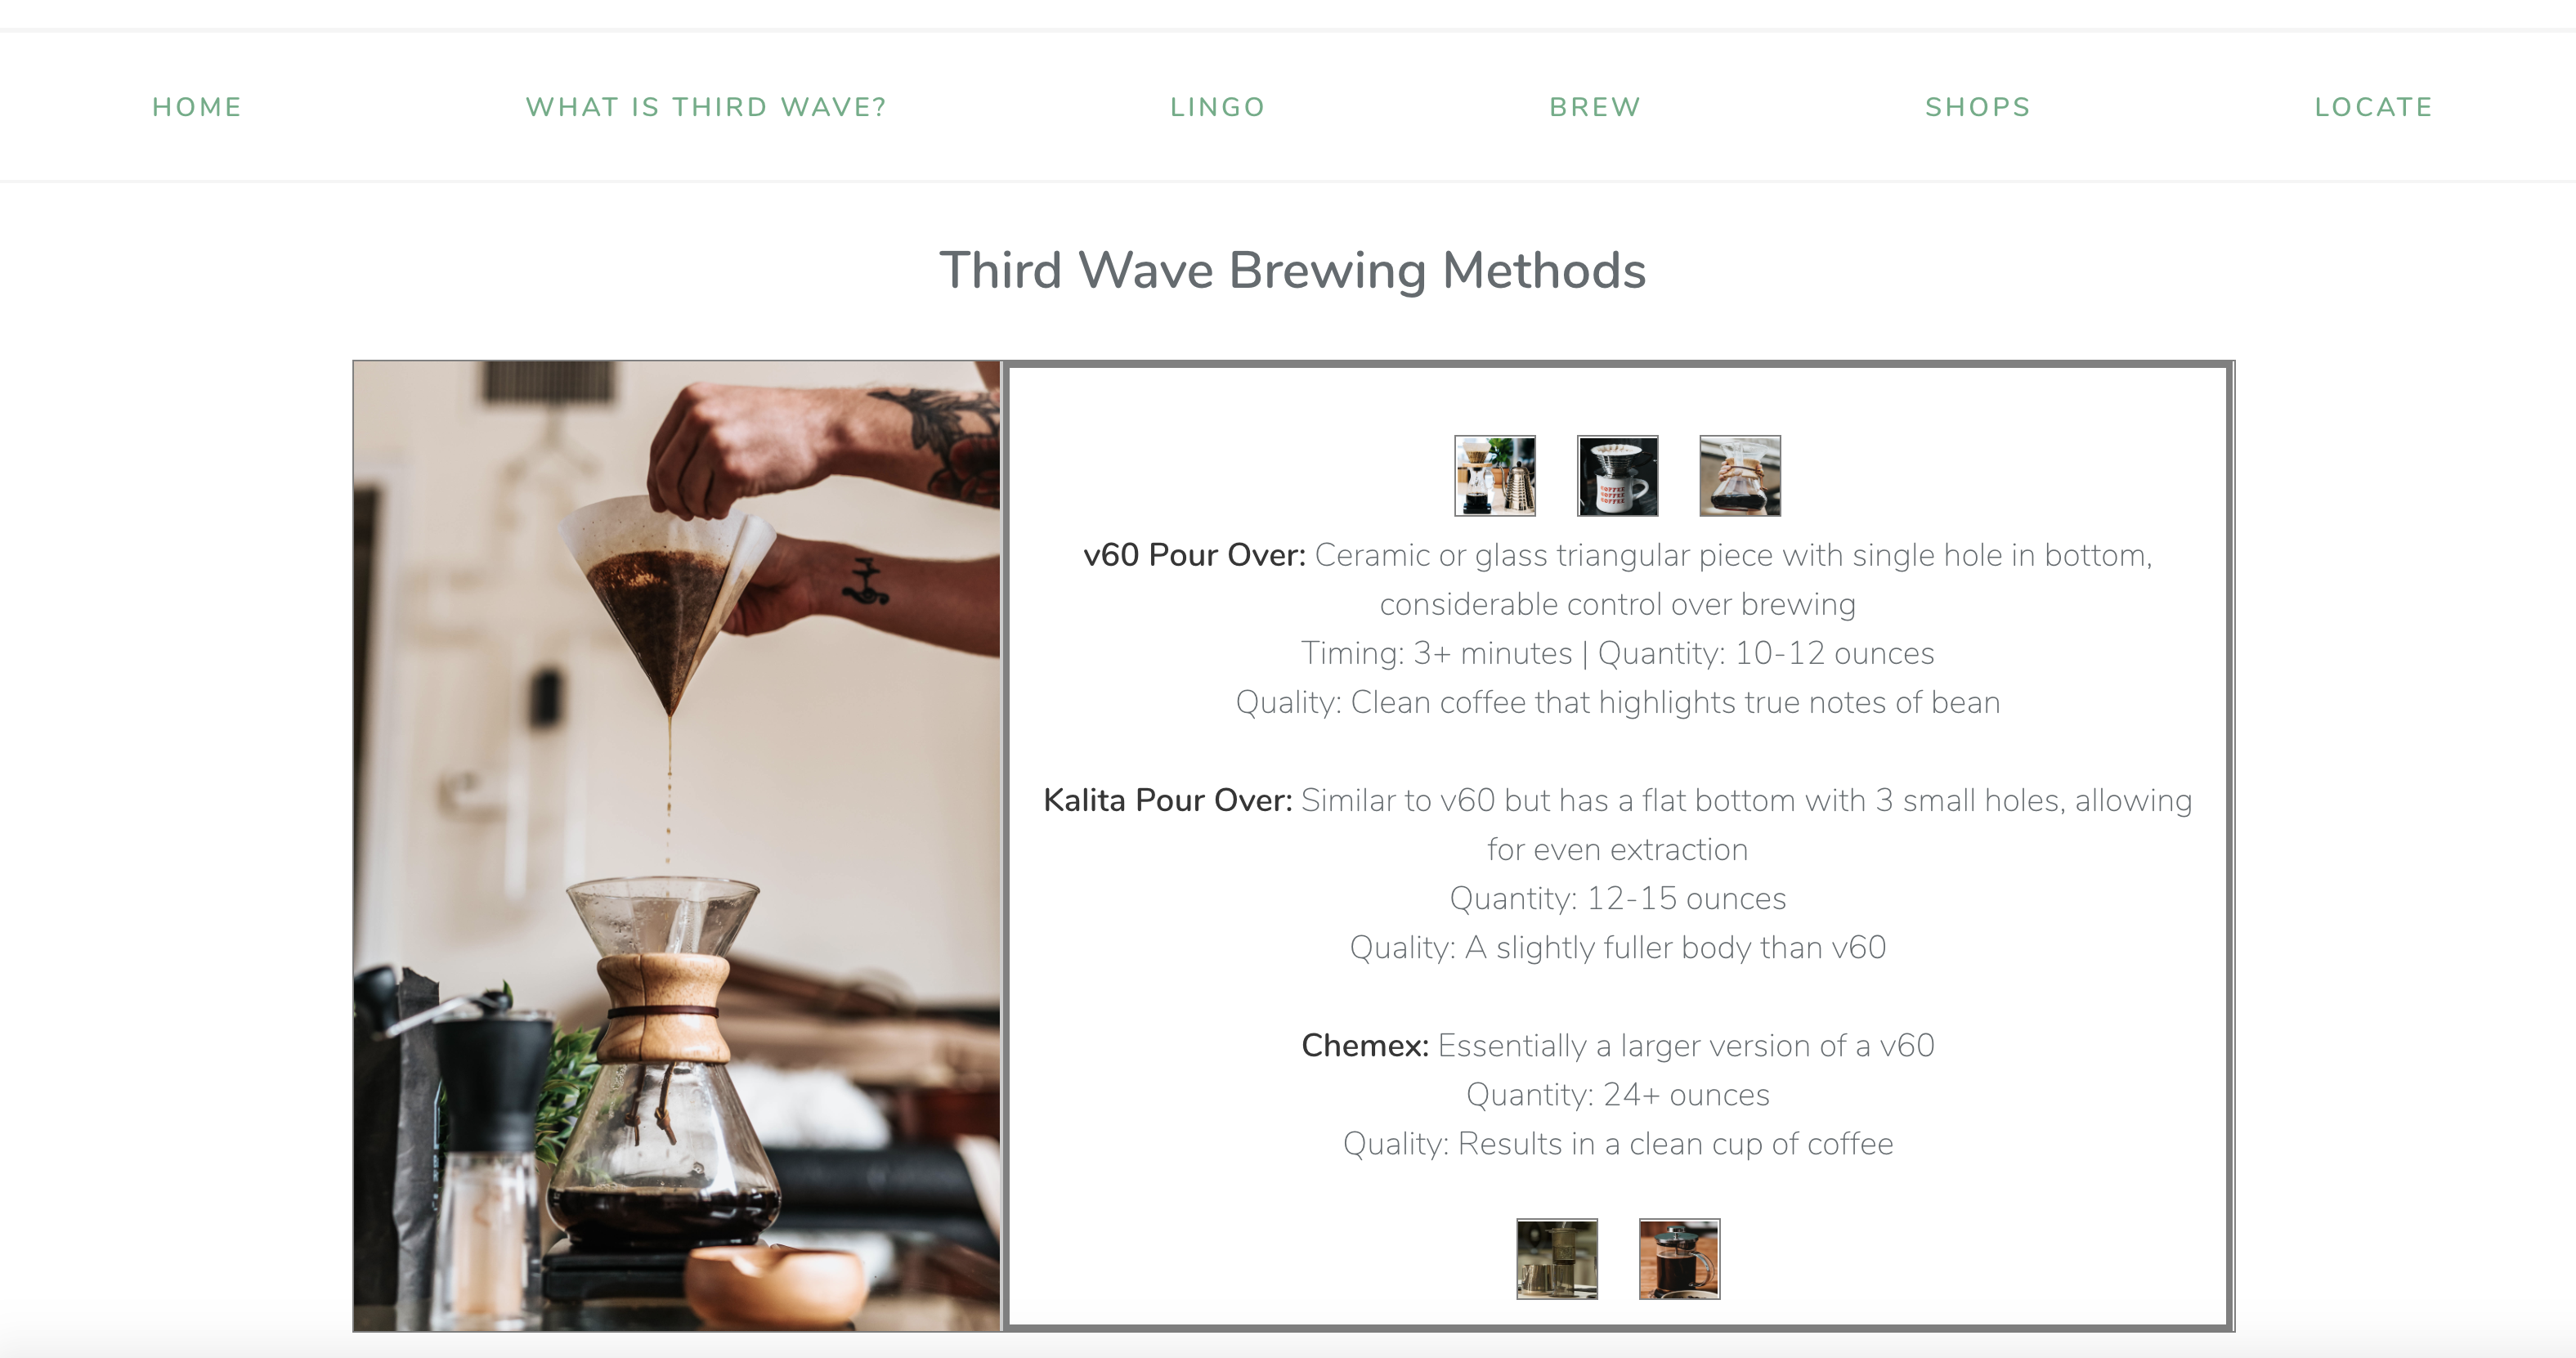 HOME
WHAT IS THIRD WAVE?
LINGO
BREW
SHOPS
LOCATE
Third Wave Brewing Methods
COFFEE
COFFEE
COFFEE
v60 Pour Over: Ceramic or glass triangular piece with single hole in bottom,
considerable control over brewing
Timing: 3+ minutes | Quantity: 10-12 ounces
Quality: Clean coffee that highlights true notes of bean
Kalita Pour Over: Similar to v60 but has a flat bottom with 3 small holes, allowing
for even extraction
Quantity: 12-15 ounces
Quality: A slightly fuller body than v60
Chemex: Essentially a larger version of a v60
Quantity: 24+ ounces
Quality: Results in a clean cup of coffee